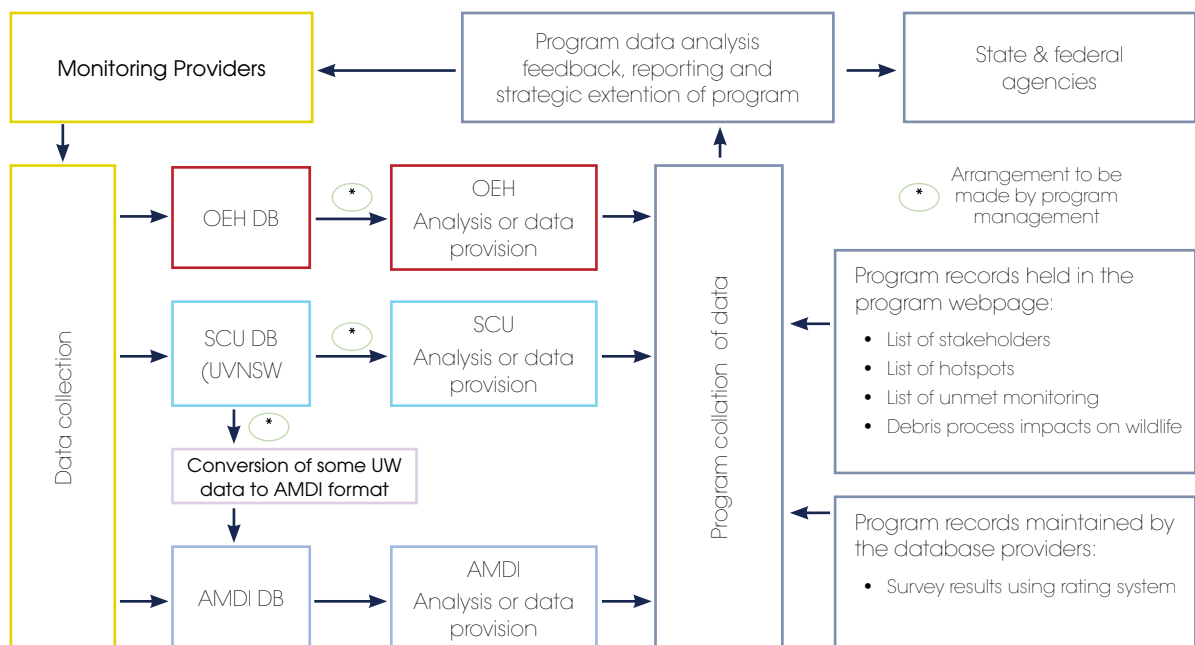 Monitoring Providers
Program data analysis
feedback, reporting and
strategic extention of program
State & federal
agencies
Data collection
OEH DB
*
OEH
Analysis or data
provision
SCU DB
(UVNSW
*
SCU
Analysis or data
provision
*
Conversion of some UW
data to AMDI format
AMDI DB
AMDI
Analysis or data
provision
Program collation of data
*
Arrangement to be
made by program
management
Program records held in the
program webpage:
• List of stakeholders
• List of hotspots
• List of unmet monitoring
• Debris process impacts on wildlife
Program records maintained by
the database providers:
• Survey results using rating system